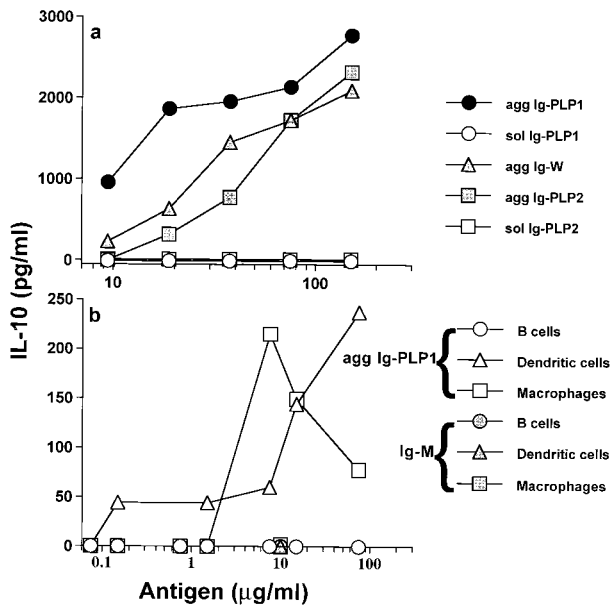 a
3000
2000
1000
0
10
100
agg Ig-PLP1
sol Ig-PLP1
agg Ig-W
agg Ig-PLP2
sol Ig-PLP2
IL-10 (pg/ml)
b
250
200
150
100
50
0
0.1
1
10
100
Antigen (μg/ml)
agg Ig-PLP1
B cells
Dendritic cells
Macrophages
Ig-M
B cells
Dendritic cells
Macrophages